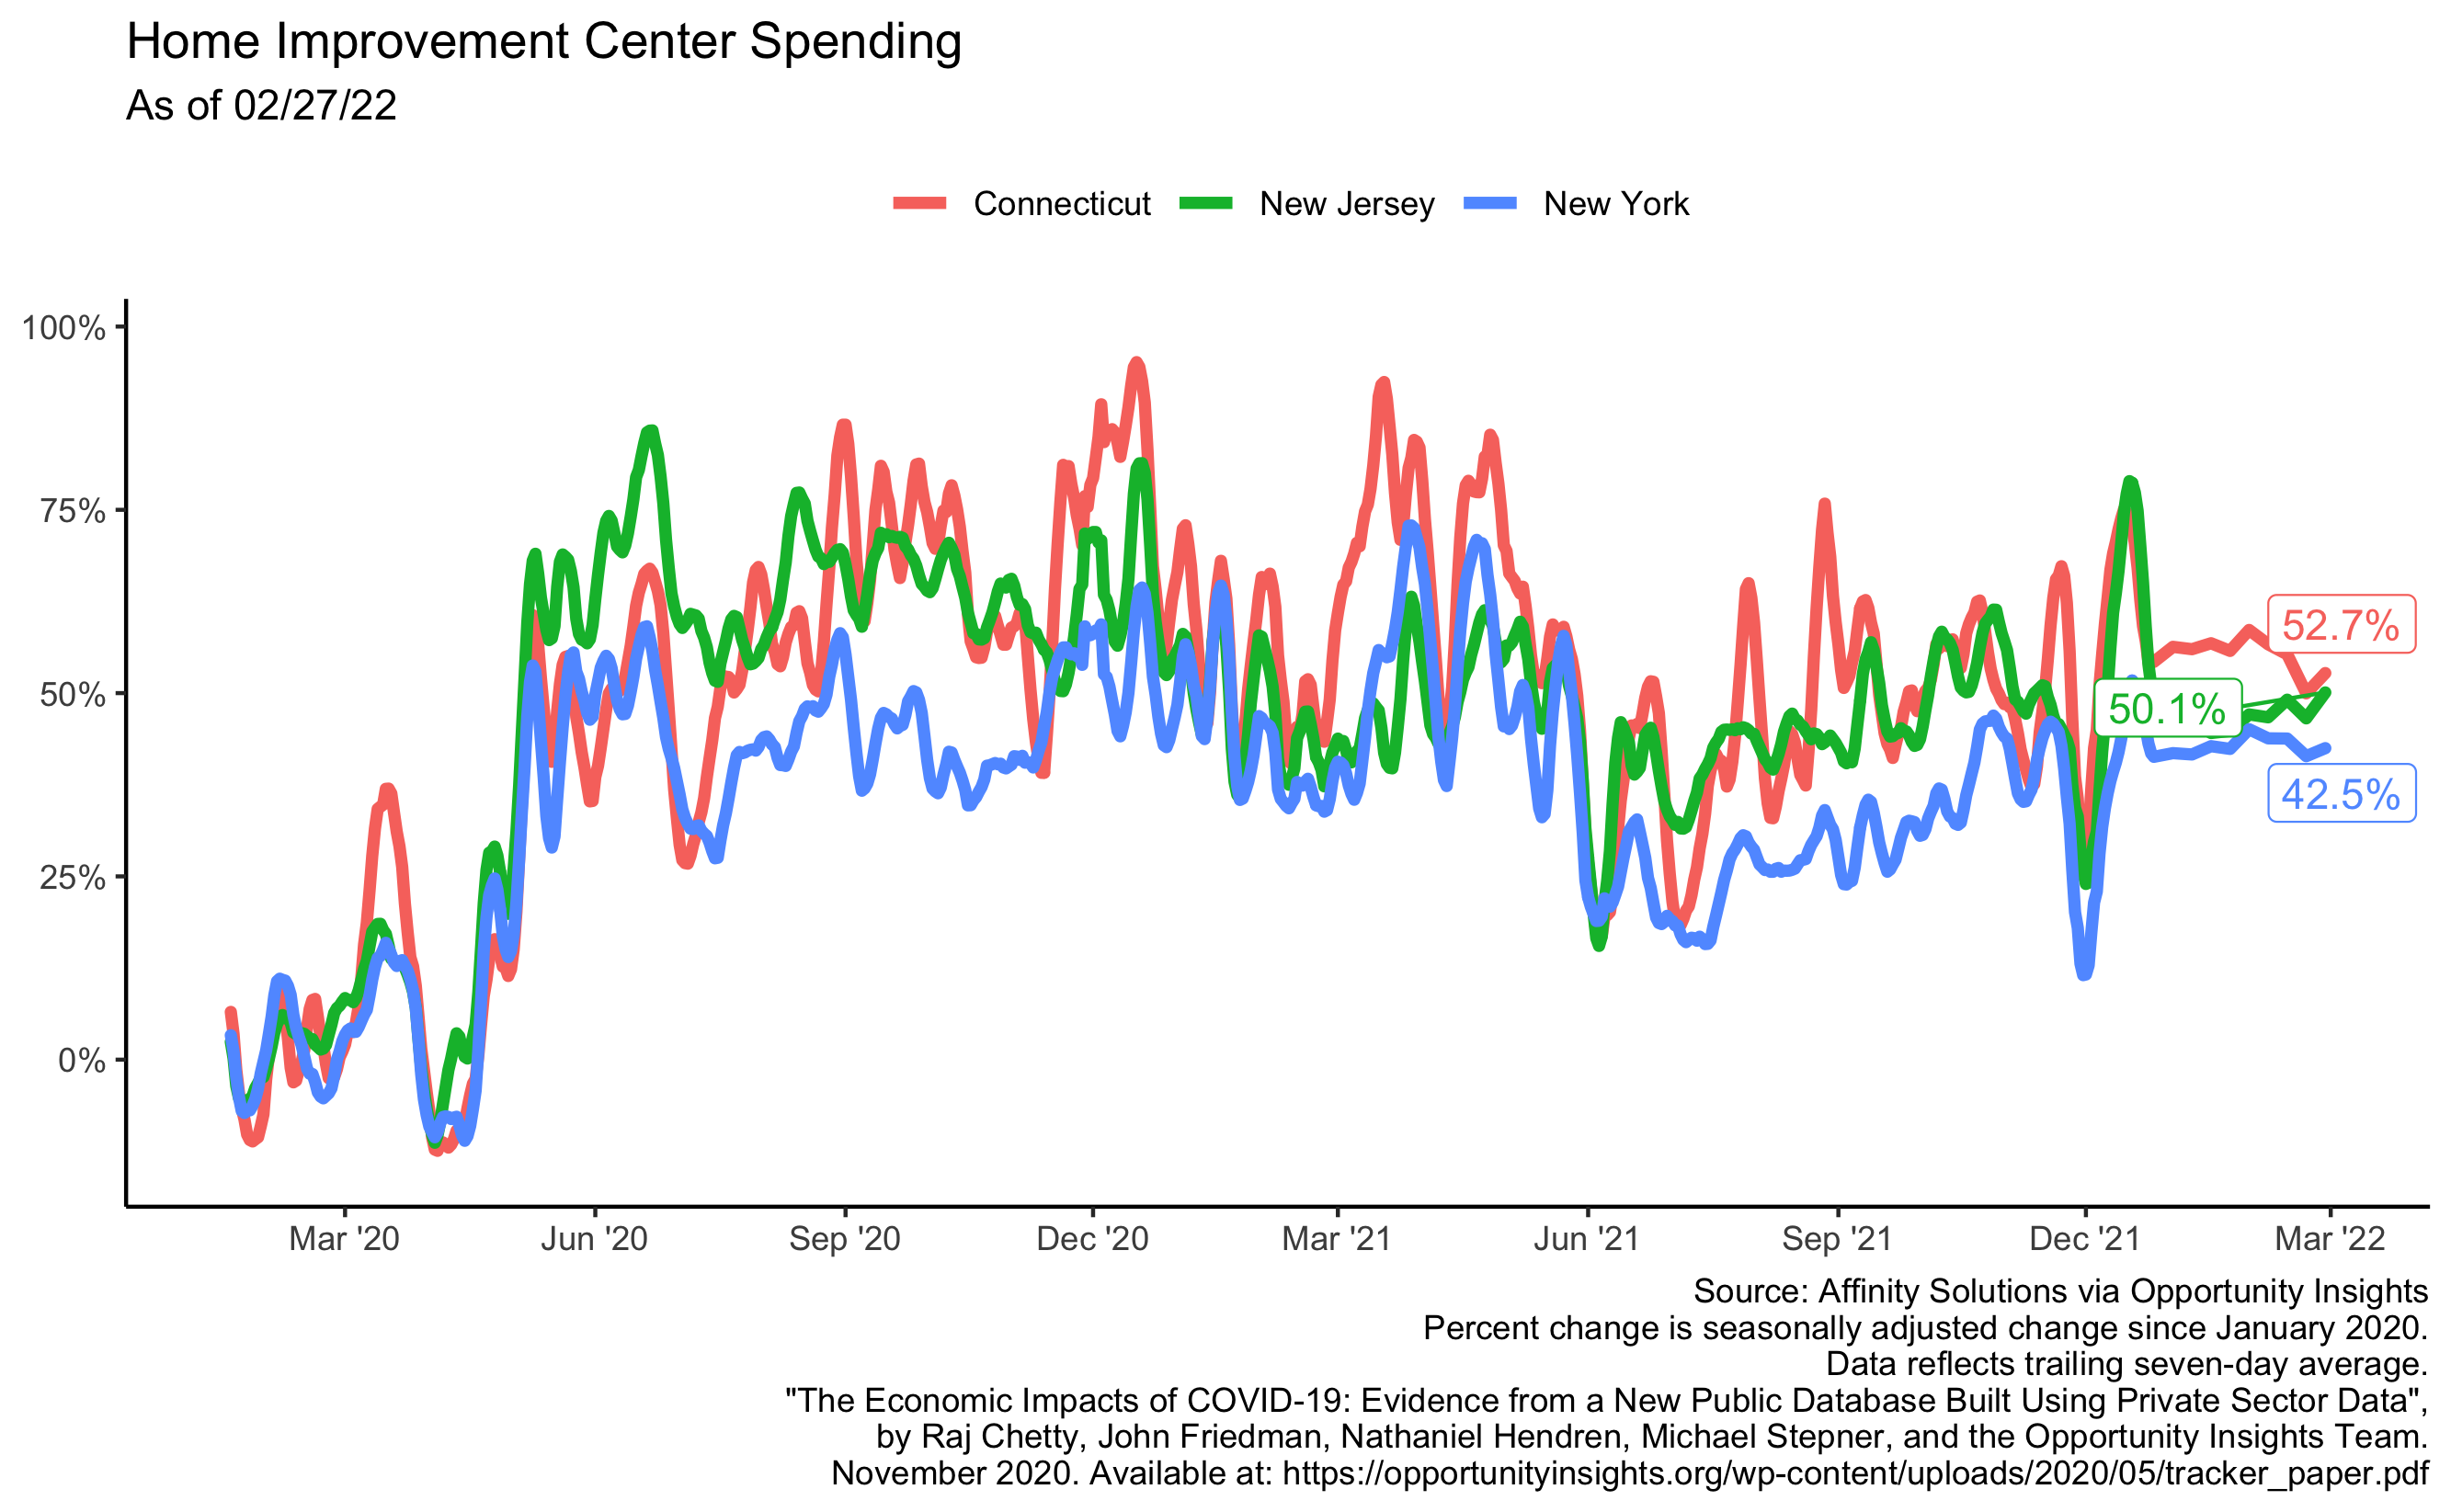 Home Improvement Center Spending
As of 02/27/22
Connecticut New Jersey New York
100%
75%
50%
25%
0%
52.7%
50.1%
42.5%
Mar '20 Jun '20 Sep '20 Dec '20 Mar '21 Jun '21 Sep '21 Dec '21 Mar '22
Source: Affinity Solutions via Opportunity Insights
Percent change is seasonally adjusted change since January 2020.
Data reflects trailing seven-day average.
"The Economic Impacts of COVID-19: Evidence from a New Public Database Built Using Private Sector Data",
by Raj Chetty, John Friedman, Nathaniel Hendren, Michael Stepner, and the Opportunity Insights Team.
November 2020. Available at: https://opportunityinsights.org/wp-content/uploads/2020/05/tracker_paper.pdf